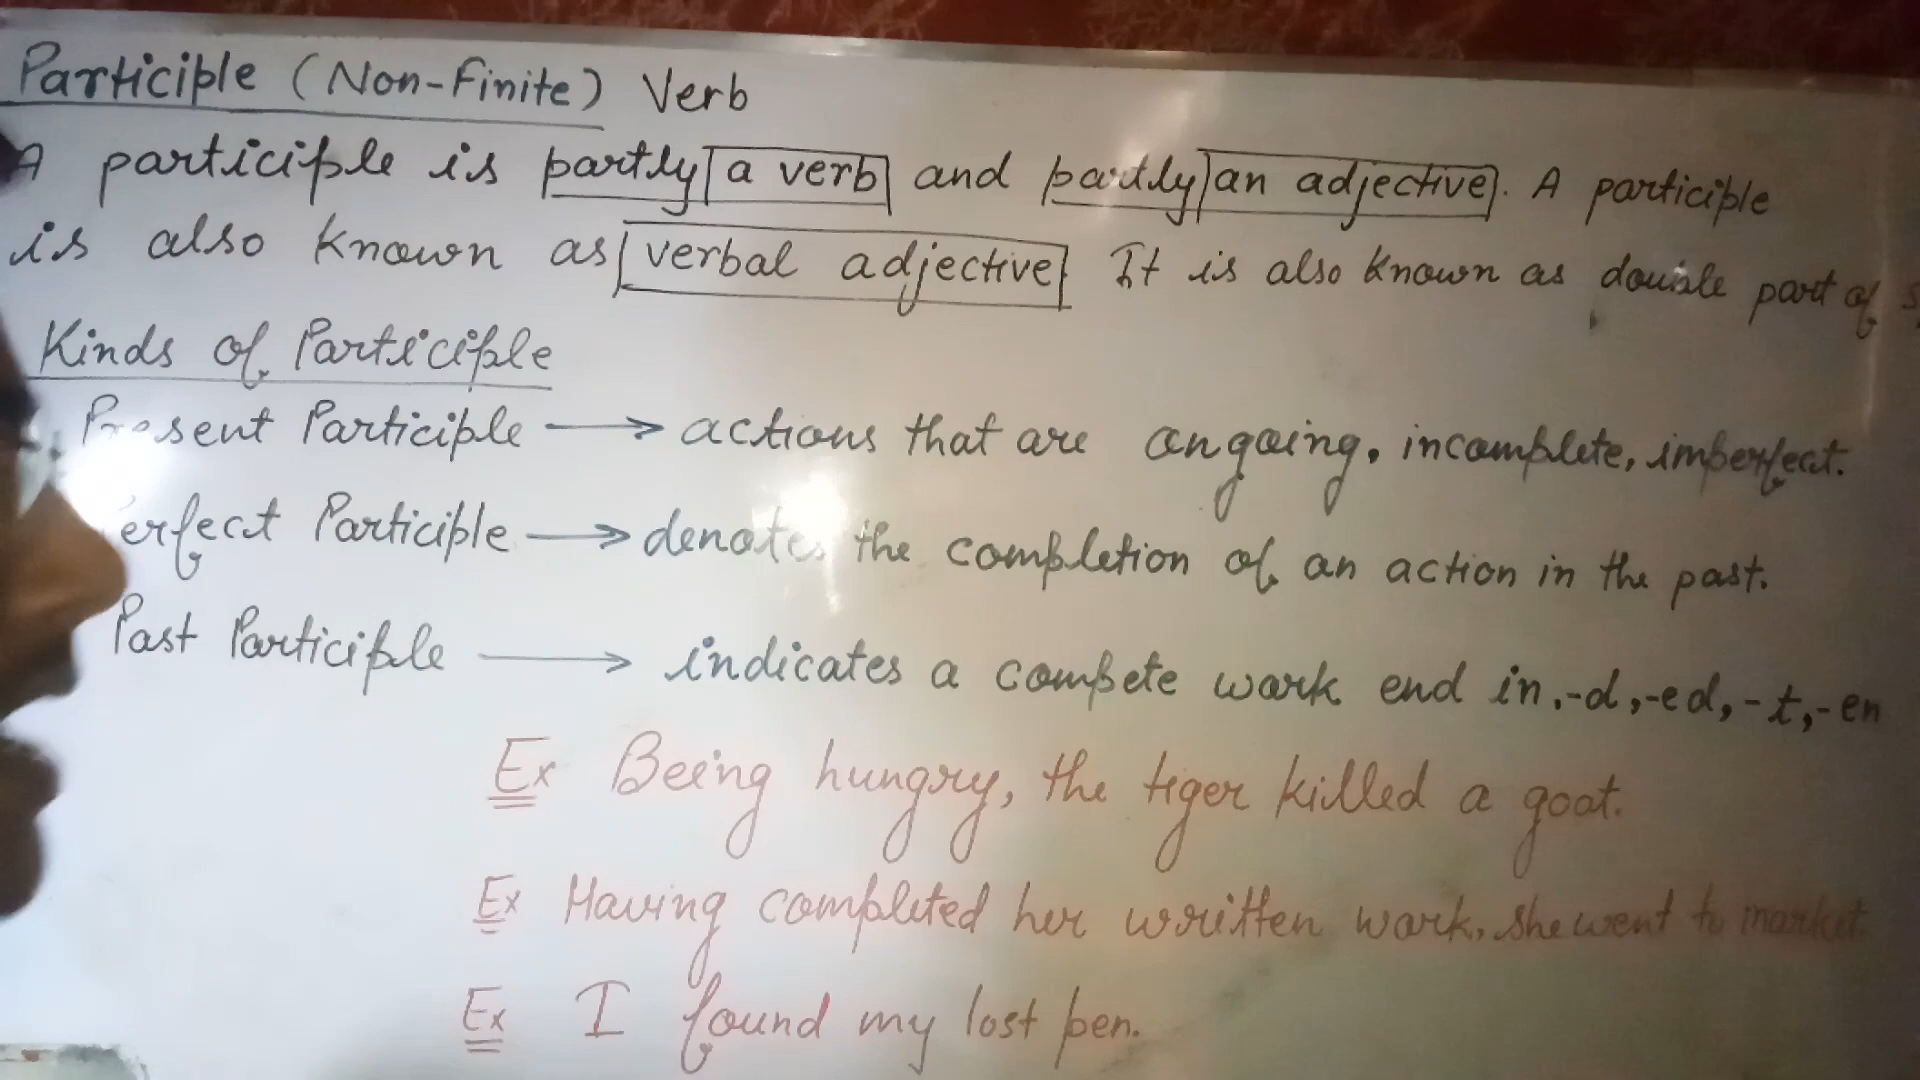 Participle (Non-Finite) Verb
A participle is partly a verb and partly an adjective. A participle
is also known as verbal adjective It is also known as double part of
Kinds of Participle
Present Participle → actions that are ongoing, incomplete, imperfect.
erfect Participle → denotes the completion of an action in the past.
Past Participle → indicates a compete work end in,-d,-ed,-t,-en
Ex Being hungry, the tiger killed a goat.
Ex Having completed her written work, she went to market.
Ex I found my lost pen.